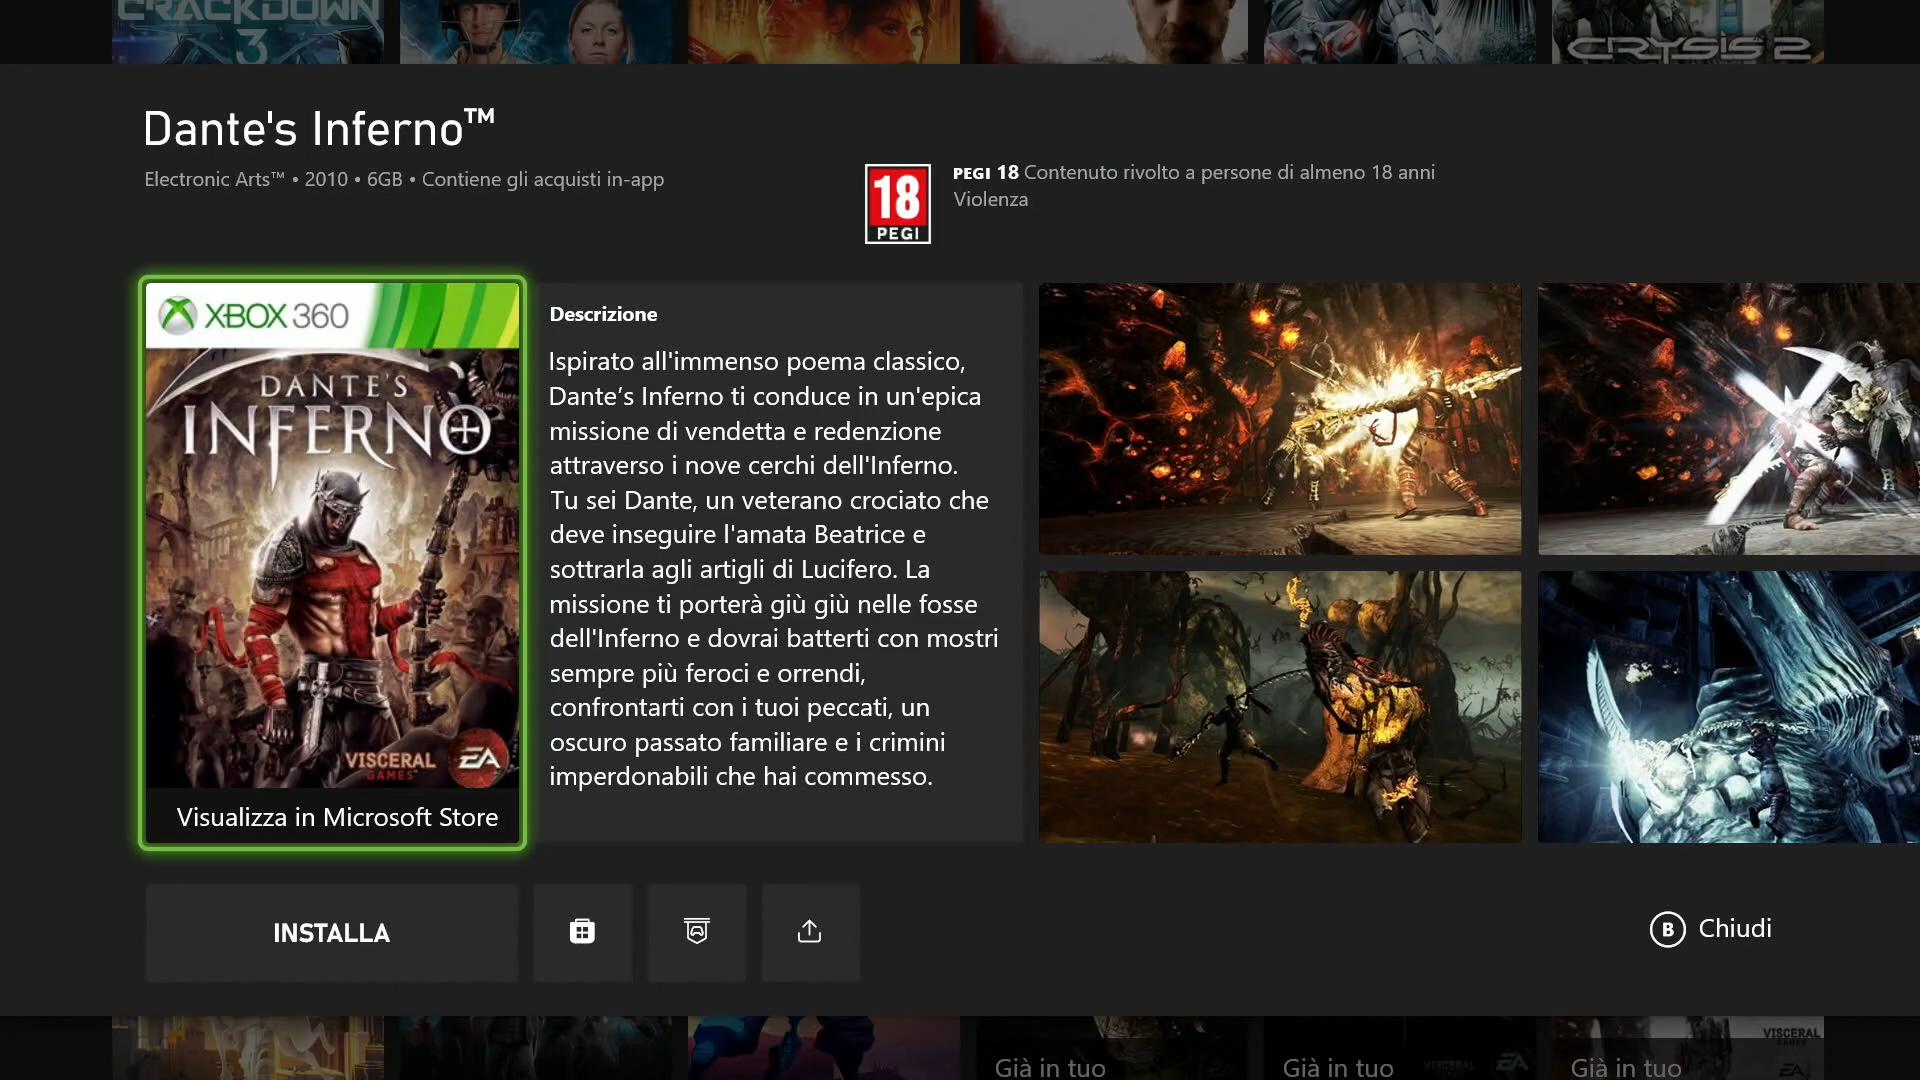 CRACKDOWN
3
CRYSIS 2
Dante's Inferno™
Electronic Arts™ • 2010 • 6GB • Contiene gli acquisti in-app
18
PEGI
PEGI 18 Contenuto rivolto a persone di almeno 18 anni
Violenza
XBOX 360
DANTE'S
INFERNO
VISCERAL
GAMES™
EA
Visualizza in Microsoft Store
Descrizione
Ispirato all'immenso poema classico,
Dante’s Inferno ti conduce in un'epica
missione di vendetta e redenzione
attraverso i nove cerchi dell'Inferno.
Tu sei Dante, un veterano crociato che
deve inseguire l'amata Beatrice e
sottrarla agli artigli di Lucifero. La
missione ti porterà giù giù nelle fosse
dell'Inferno e dovrai batterti con mostri
sempre più feroci e orrendi,
confrontarti con i tuoi peccati, un
oscuro passato familiare e i crimini
imperdonabili che hai commesso.
INSTALLA
B Chiudi
Già in tuo
Già in tuo
VISCERAL
GAMES
EA
VISCERAL
GAMES
Già in tuo
EA